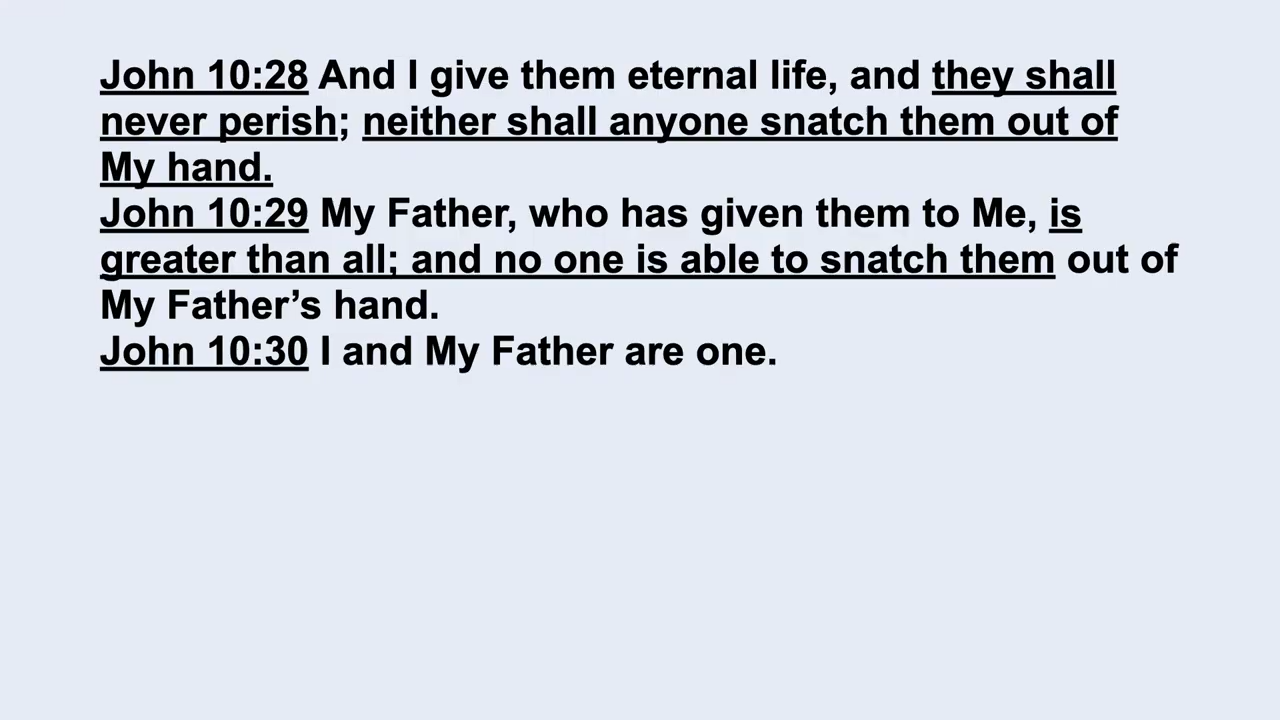 John 10:28 And I give them eternal life, and they shall
never perish; neither shall anyone snatch them out of
My hand.
John 10:29 My Father, who has given them to Me, is
greater than all; and no one is able to snatch them out of
My Father’s hand.
John 10:30 I and My Father are one.